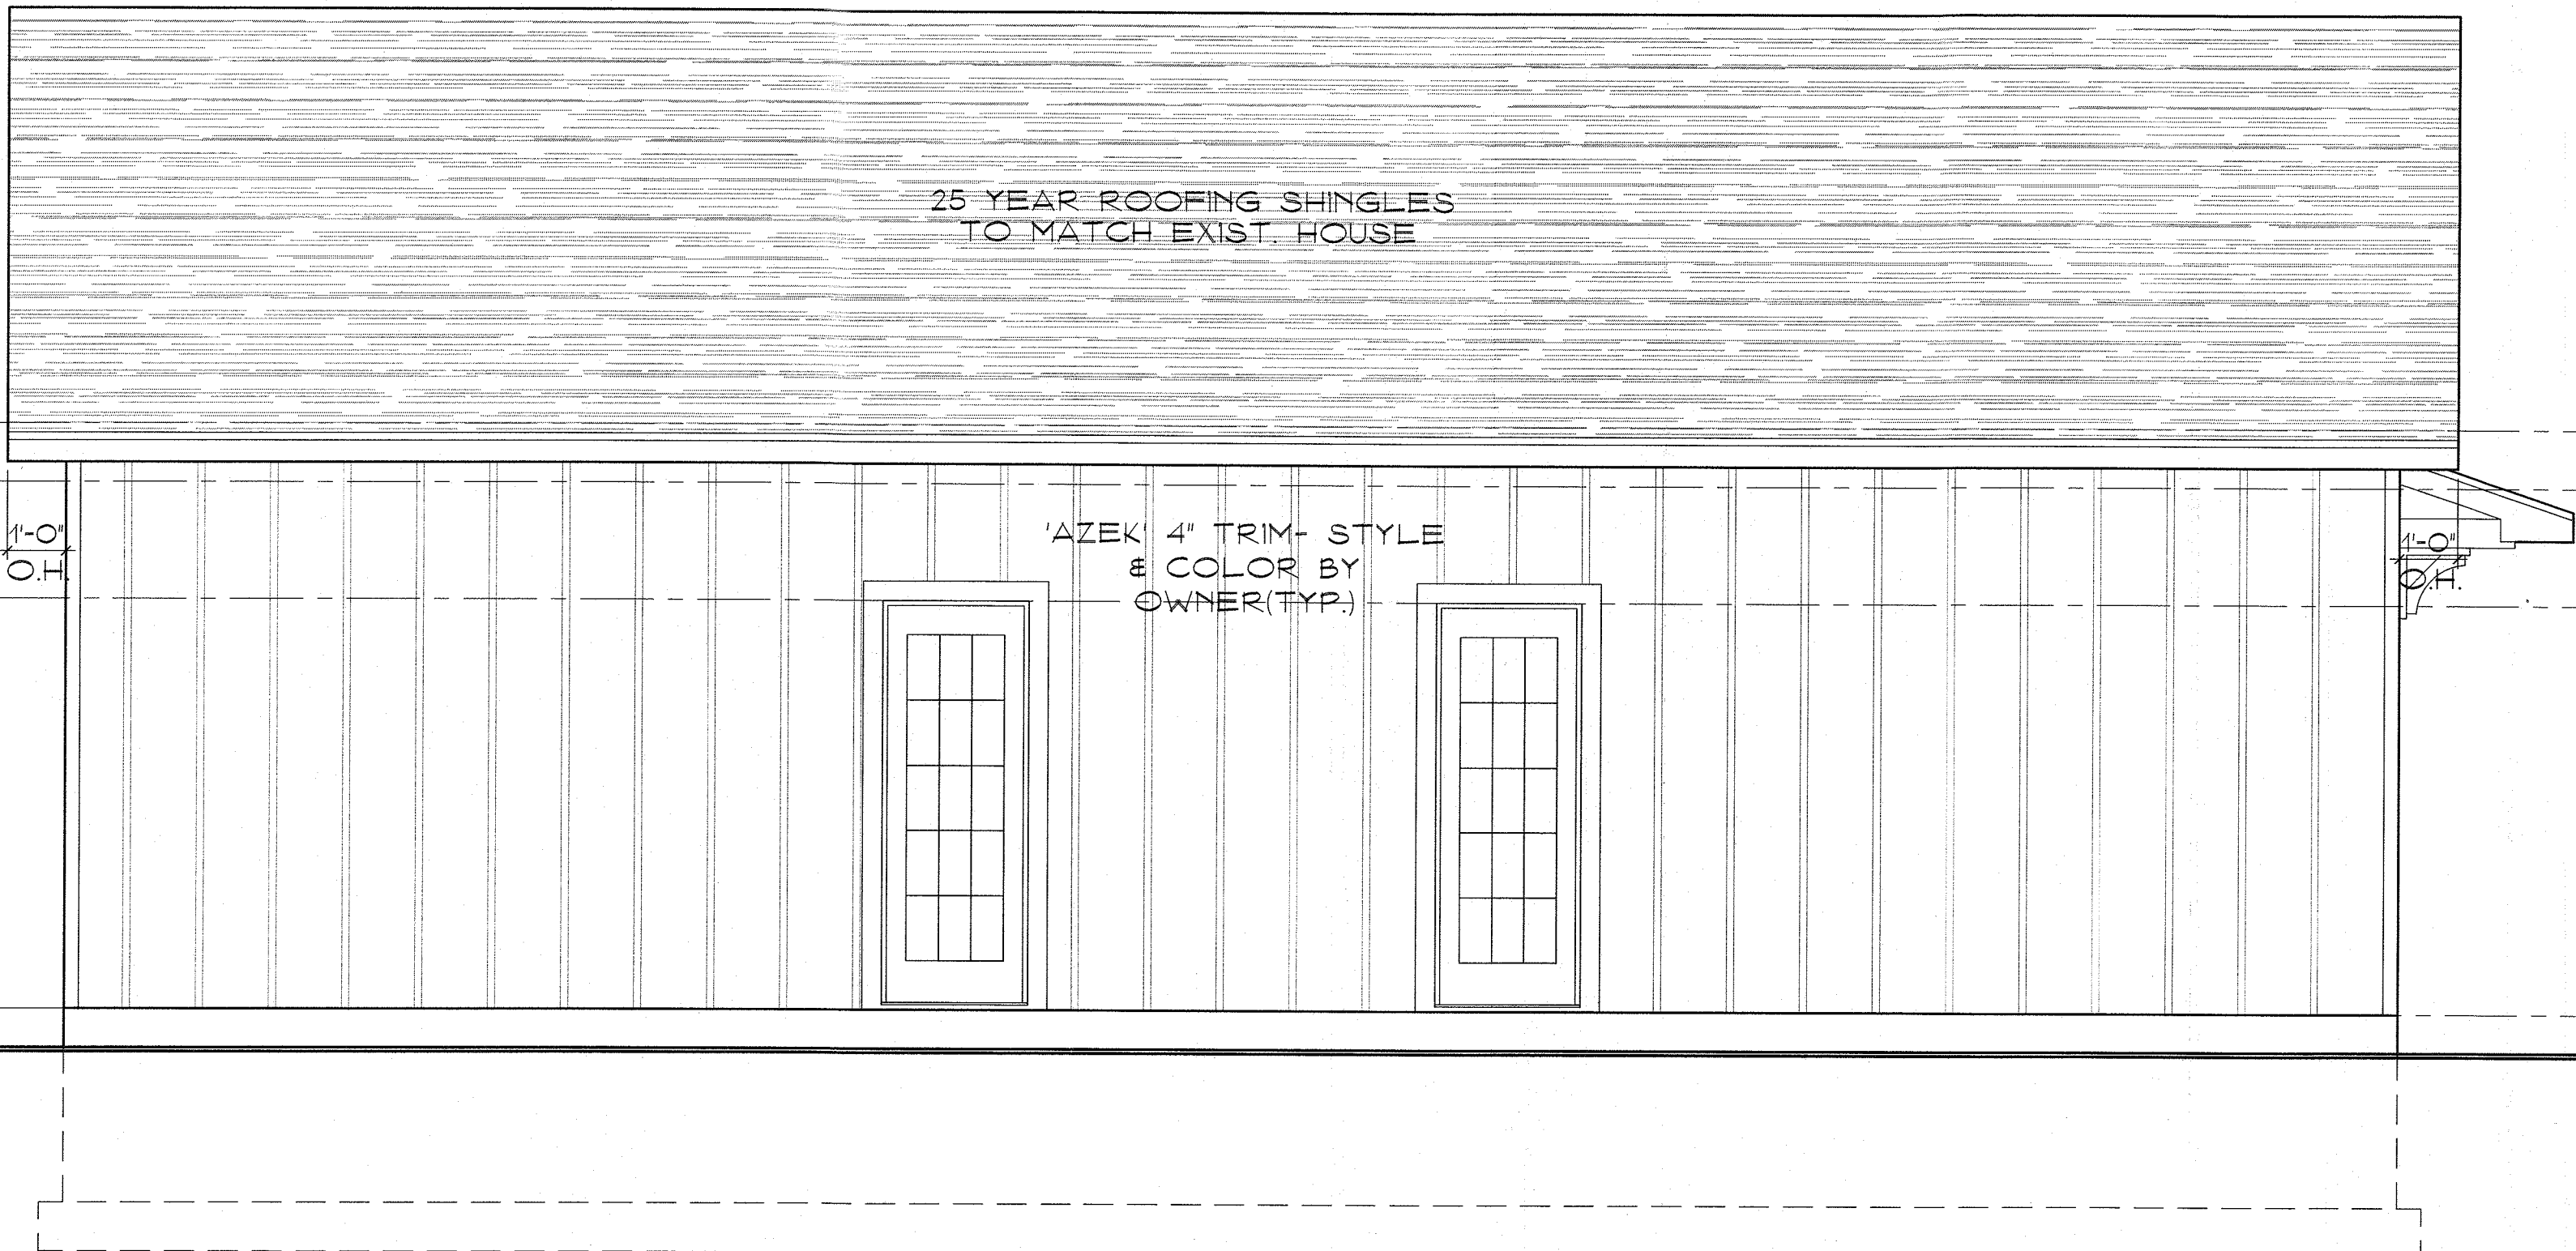 25 YEAR ROOFING SHINGLES
TO MATCH EXIST. HOUSE
'AZEK' 4" TRIM- STYLE
& COLOR BY
OWNER(TYP.)
1'-0"
O.H.
1'-0"
O.H.